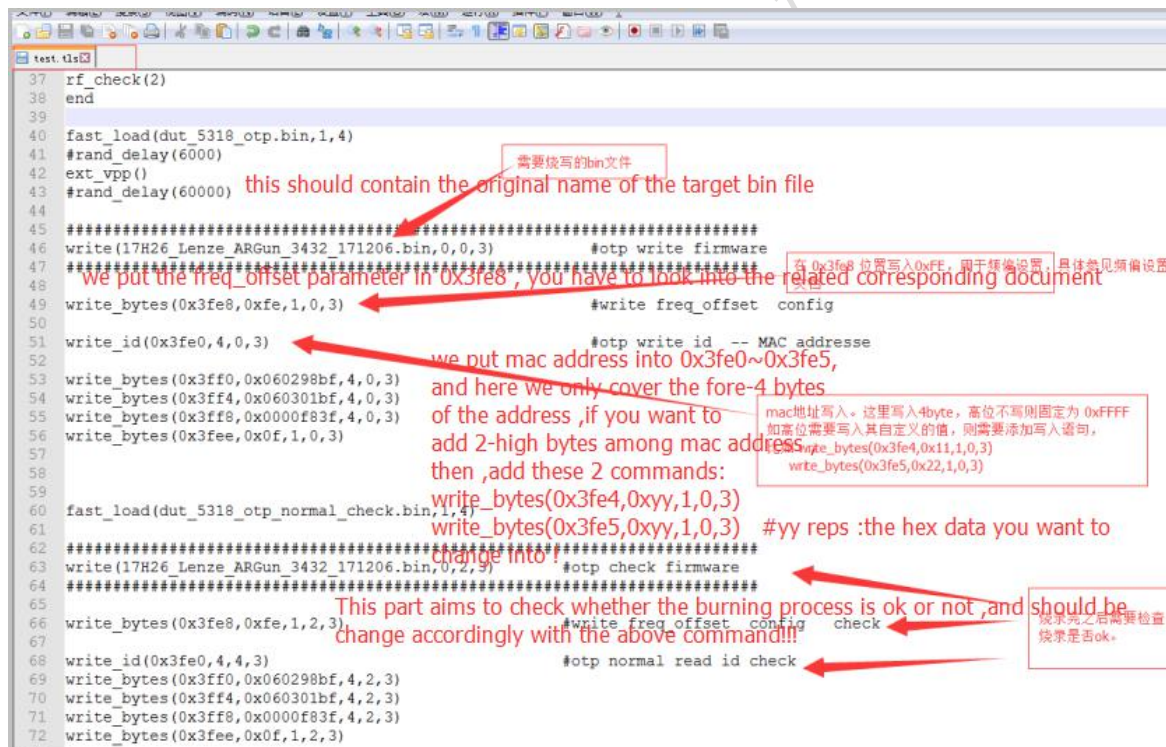 test.tls
37 rf_check(2)
38 end
39
40 fast_load(dut_5318_otp.bin,1,4)
41 #rand_delay(6000)
需要烧写的bin文件
42 ext_vpp()
43 #rand_delay(60000)
this should contain the original name of the target bin file
44
45 ##########################################################################
46 write(17H26_Lenze_ARGun_3432_171206.bin,0,0,3) #otp write firmware
47 ##########################################################################
在 0x3fe8 位置写入0xFE，用于频偏设置，具体参见频偏设置
we put the freq_offset parameter in 0x3fe8 , you have to look into the related corresponding document
48
49 write_bytes(0x3fe8,0xfe,1,0,3) #write freq_offset config
50
51 write_id(0x3fe0,4,0,3) #otp write id -- MAC addresse
52
we put mac address into 0x3fe0~0x3fe5,
and here we only cover the fore-4 bytes
of the address ,if you want to
add 2-high bytes among mac address ,
then ,add these 2 commands:
write_bytes(0x3fe4,0xyy,1,0,3)
write_bytes(0x3fe5,0xyy,1,0,3) #yy reps :the hex data you want to
change into !
53 write_bytes(0x3ff0,0x060298bf,4,0,3)
54 write_bytes(0x3ff4,0x060301bf,4,0,3)
55 write_bytes(0x3ff8,0x0000f83f,4,0,3)
56 write_bytes(0x3fee,0x0f,1,0,3)
mac地址写入。这里写入4byte，高位不写则固定为 0xFFFF
如高位需要写入其自定义的值，则需要添加写入语句，
write_bytes(0x3fe4,0x11,1,0,3)
write_bytes(0x3fe5,0x22,1,0,3)
57
58
59
60 fast_load(dut_5318_otp_normal_check.bin,1,4)
61
62 ##########################################################################
63 write(17H26_Lenze_ARGun_3432_171206.bin,0,2,3) #otp check firmware
64 ##########################################################################
65
This part aims to check whether the burning process is ok or not ,and should be
change accordingly with the above command!!!
烧录完之后需要检查
烧录是否ok。
66 write_bytes(0x3fe8,0xfe,1,2,3) #write freq_offset config check
67
68 write_id(0x3fe0,4,4,3) #otp normal read id check
69 write_bytes(0x3ff0,0x060298bf,4,2,3)
70 write_bytes(0x3ff4,0x060301bf,4,2,3)
71 write_bytes(0x3ff8,0x0000f83f,4,2,3)
72 write_bytes(0x3fee,0x0f,1,2,3)